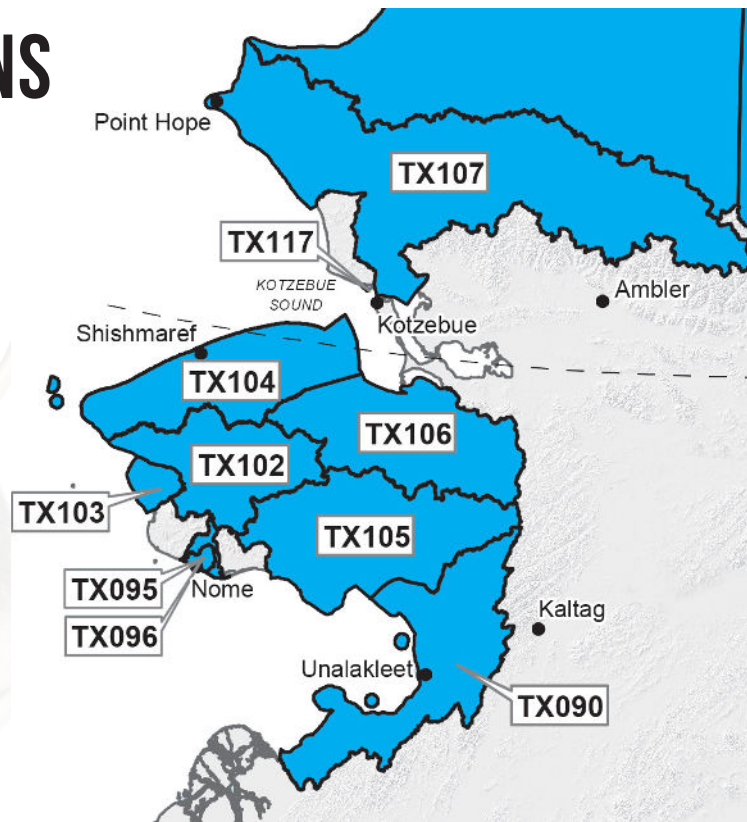 NS
Point Hope
TX107
TX117
KOTZEBUE
SOUND
Ambler
Kotzebue
Shishmaref
TX104
TX106
TX102
TX103
TX105
TX095
Nome
TX096
Kaltag
Unalakleet
TX090